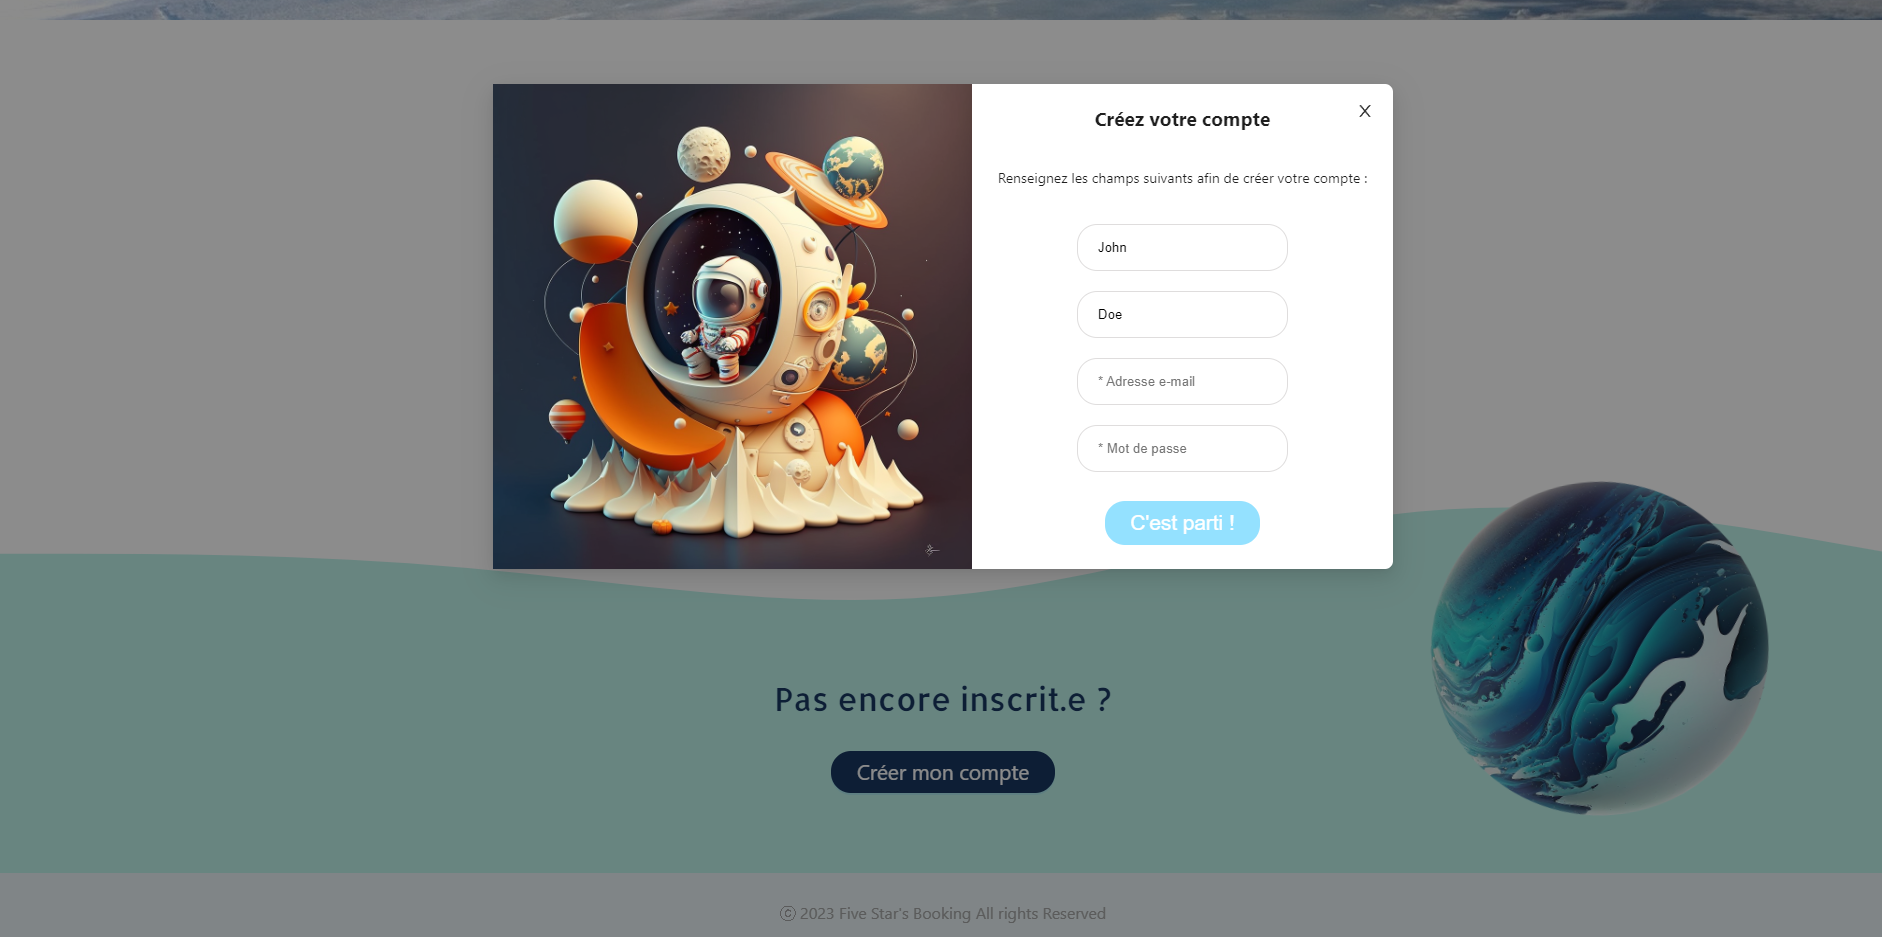 Créez votre compte
X
Renseignez les champs suivants afin de créer votre compte :
John
Doe
* Adresse e-mail
* Mot de passe
C'est parti !
Pas encore inscrit.e ?
Créer mon compte
© 2023 Five Star's Booking All rights Reserved